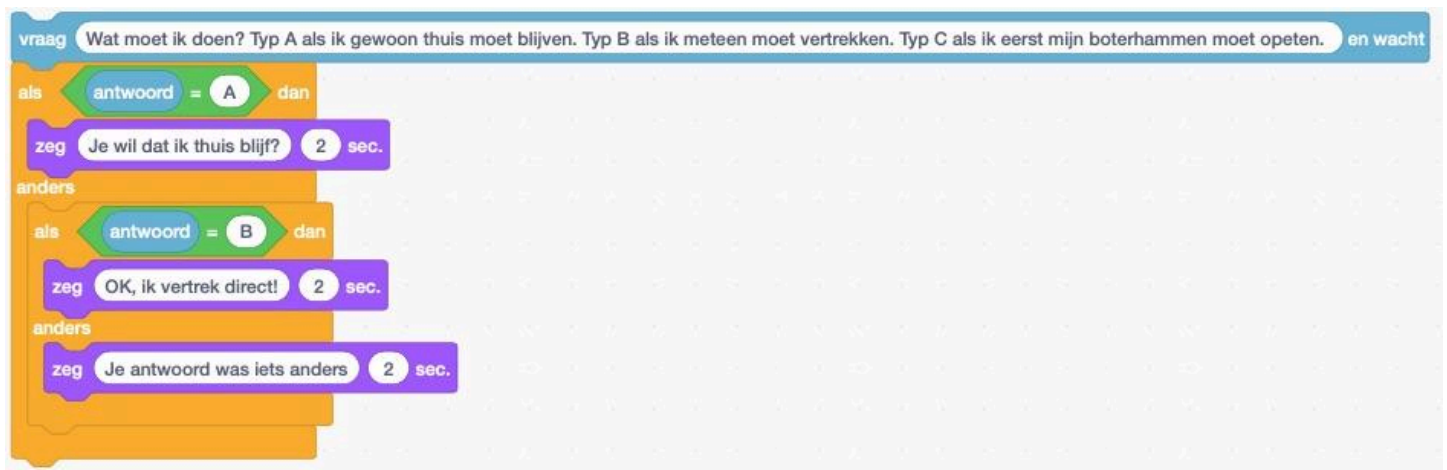 vraag Wat moet ik doen? Typ A als ik gewoon thuis moet blijven. Typ B als ik meteen moet vertrekken. Typ C als ik eerst mijn boterhammen moet opeten. en wacht
als antwoord = A dan
zeg Je wil dat ik thuis blijf? 2 sec.
anders
als antwoord = B dan
zeg OK, ik vertrek direct! 2 sec.
anders
zeg Je antwoord was iets anders 2 sec.